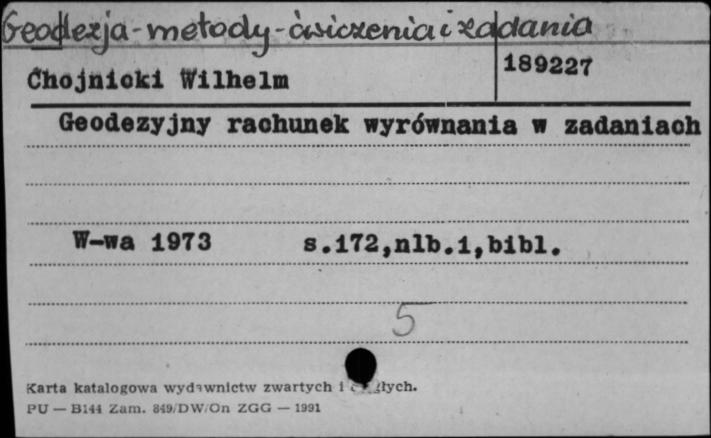 Geodezja - metody - ćwiczenia i zadania
Chojnicki Wilhelm
189227
Geodezyjny rachunek wyrównania w zadaniach
W-wa 1973 s.172,nlb.1,bibl.
5
Karta katalogowa wydawnictw zwartych i
PU — B144 Zam. 849/DW/On ZGG — 1991